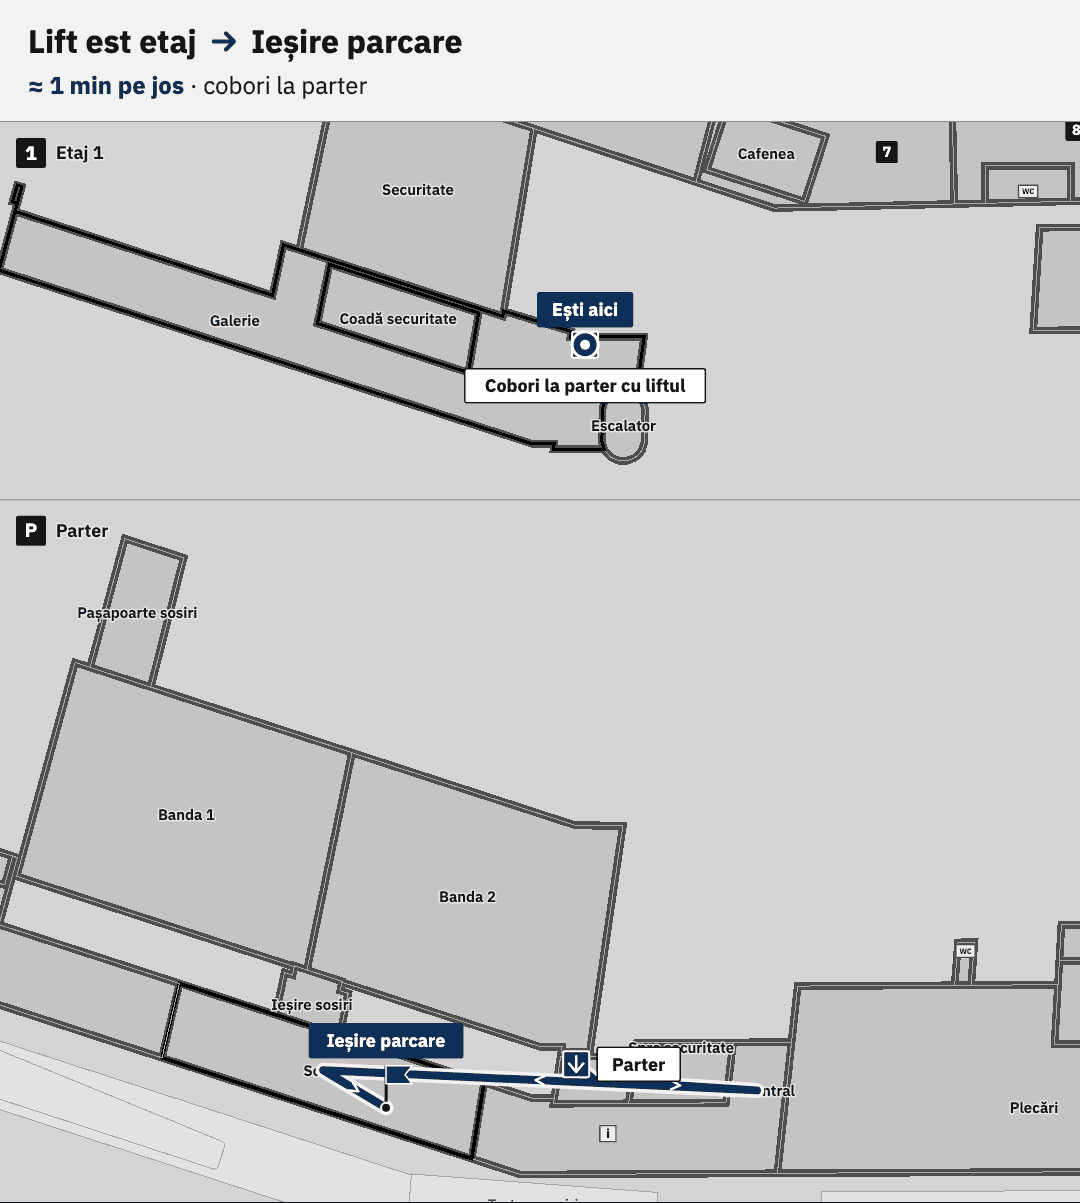 Lift est etaj → Ieșire parcare
≈ 1 min pe jos · cobori la parter
1 Etaj 1
Securitate
Cafenea
7
8
WC
Ești aici
Galerie
Coadă securitate
Cobori la parter cu liftul
Escalator
P Parter
Pașapoarte sosiri
Banda 1
Banda 2
WC
Ieșire sosiri
Ieșire parcare
securitate
Parter
Plecări
i